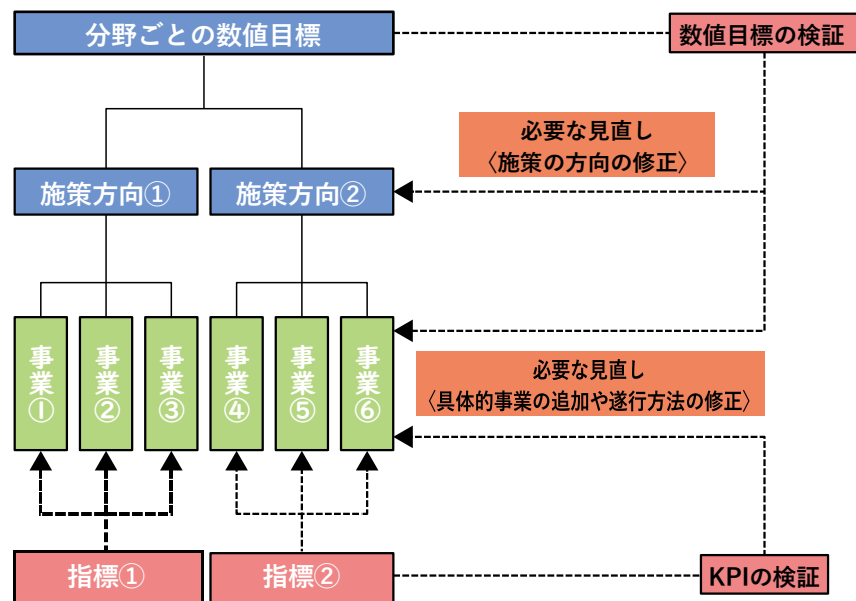 分野ごとの数値目標
数値目標の検証
必要な見直し
〈施策の方向の修正〉
施策方向①
施策方向②
事業①
事業②
事業③
事業④
事業⑤
事業⑥
必要な見直し
〈具体的事業の追加や遂行方法の修正〉
指標①
指標②
KPIの検証